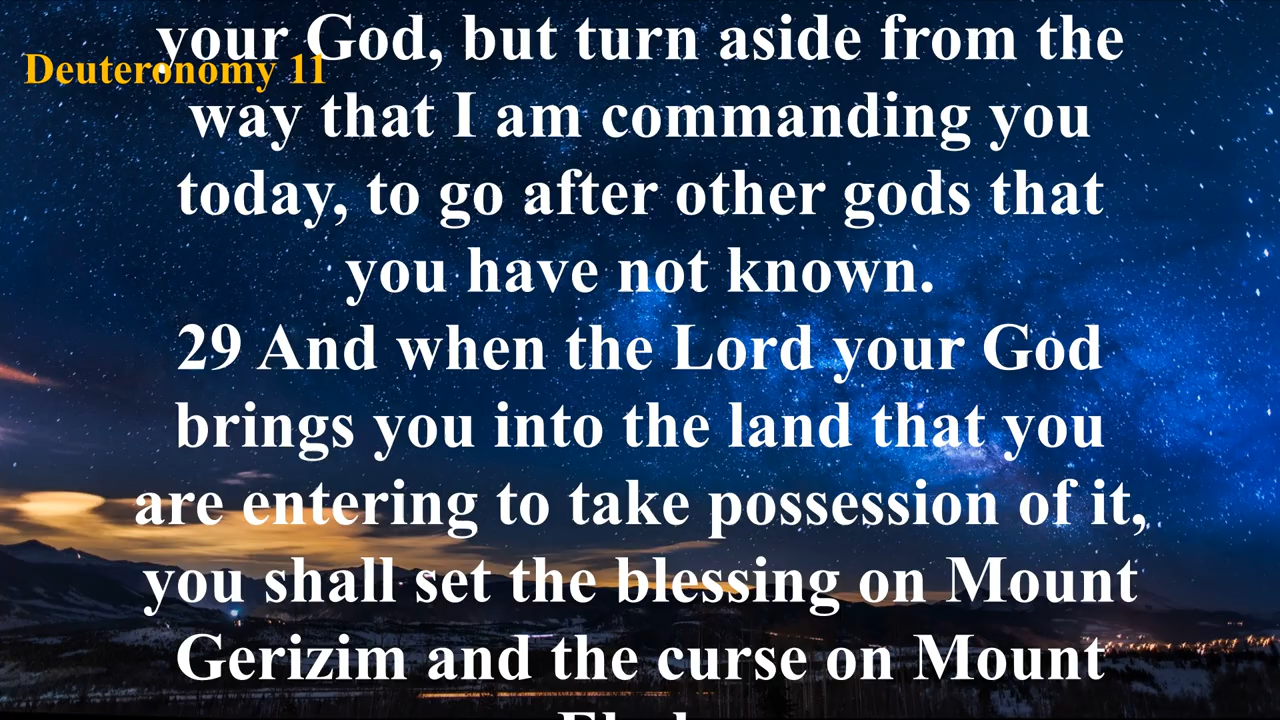 your God, but turn aside from the
Deuteronomy 11
way that I am commanding you
today, to go after other gods that
you have not known.
29 And when the Lord your God
brings you into the land that you
are entering to take possession of it,
you shall set the blessing on Mount
Gerizim and the curse on Mount